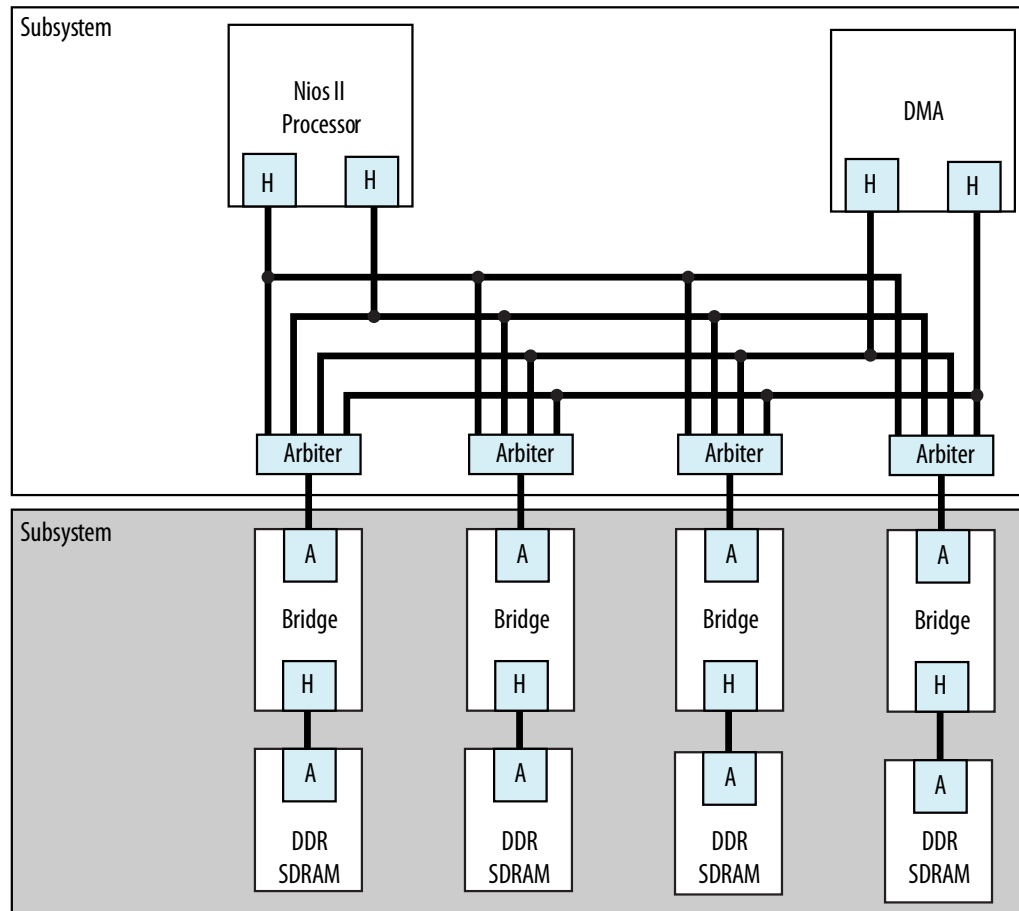 Subsystem
Nios II
Processor
DMA
H
H
H
H
Arbiter
Arbiter
Arbiter
Arbiter
Subsystem
A
A
A
A
Bridge
Bridge
Bridge
Bridge
H
H
H
H
A
A
A
A
DDR
SDRAM
DDR
SDRAM
DDR
SDRAM
DDR
SDRAM